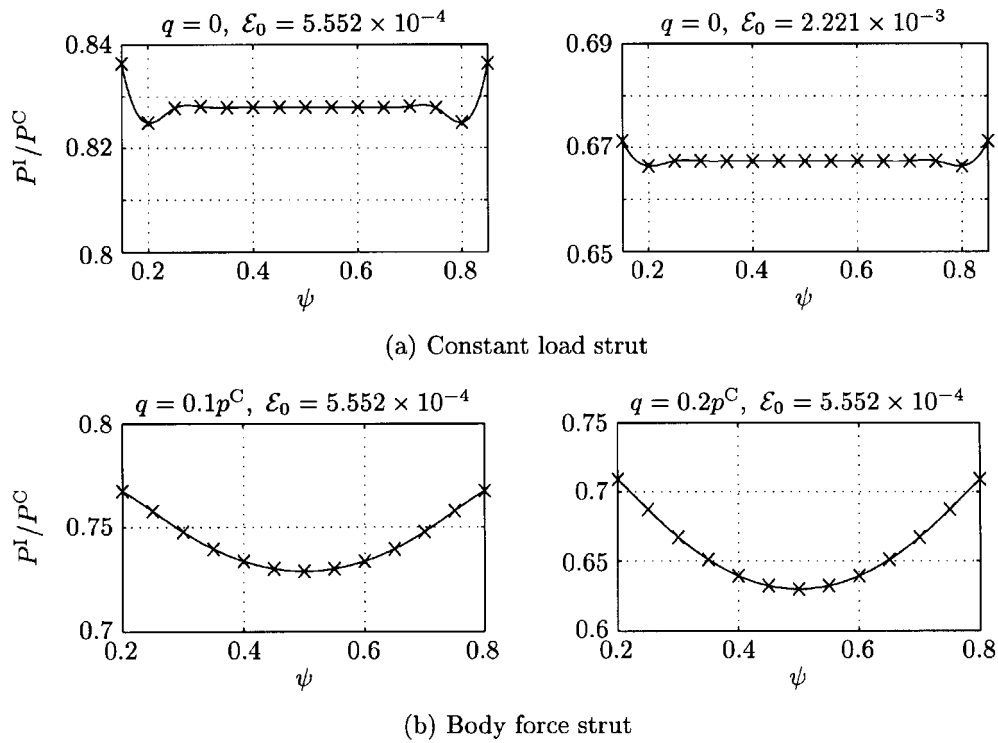 q = 0, ℰ₀ = 5.552 × 10⁻⁴
0.84
0.82
0.8
0.2 0.4 0.6 0.8
P^I/P^C
ψ
q = 0, ℰ₀ = 2.221 × 10⁻³
0.69
0.67
0.65
0.2 0.4 0.6 0.8
ψ
(a) Constant load strut
q = 0.1p^C, ℰ₀ = 5.552 × 10⁻⁴
0.8
0.75
0.7
0.2 0.4 0.6 0.8
P^I/P^C
ψ
q = 0.2p^C, ℰ₀ = 5.552 × 10⁻⁴
0.75
0.7
0.65
0.6
0.2 0.4 0.6 0.8
ψ
(b) Body force strut